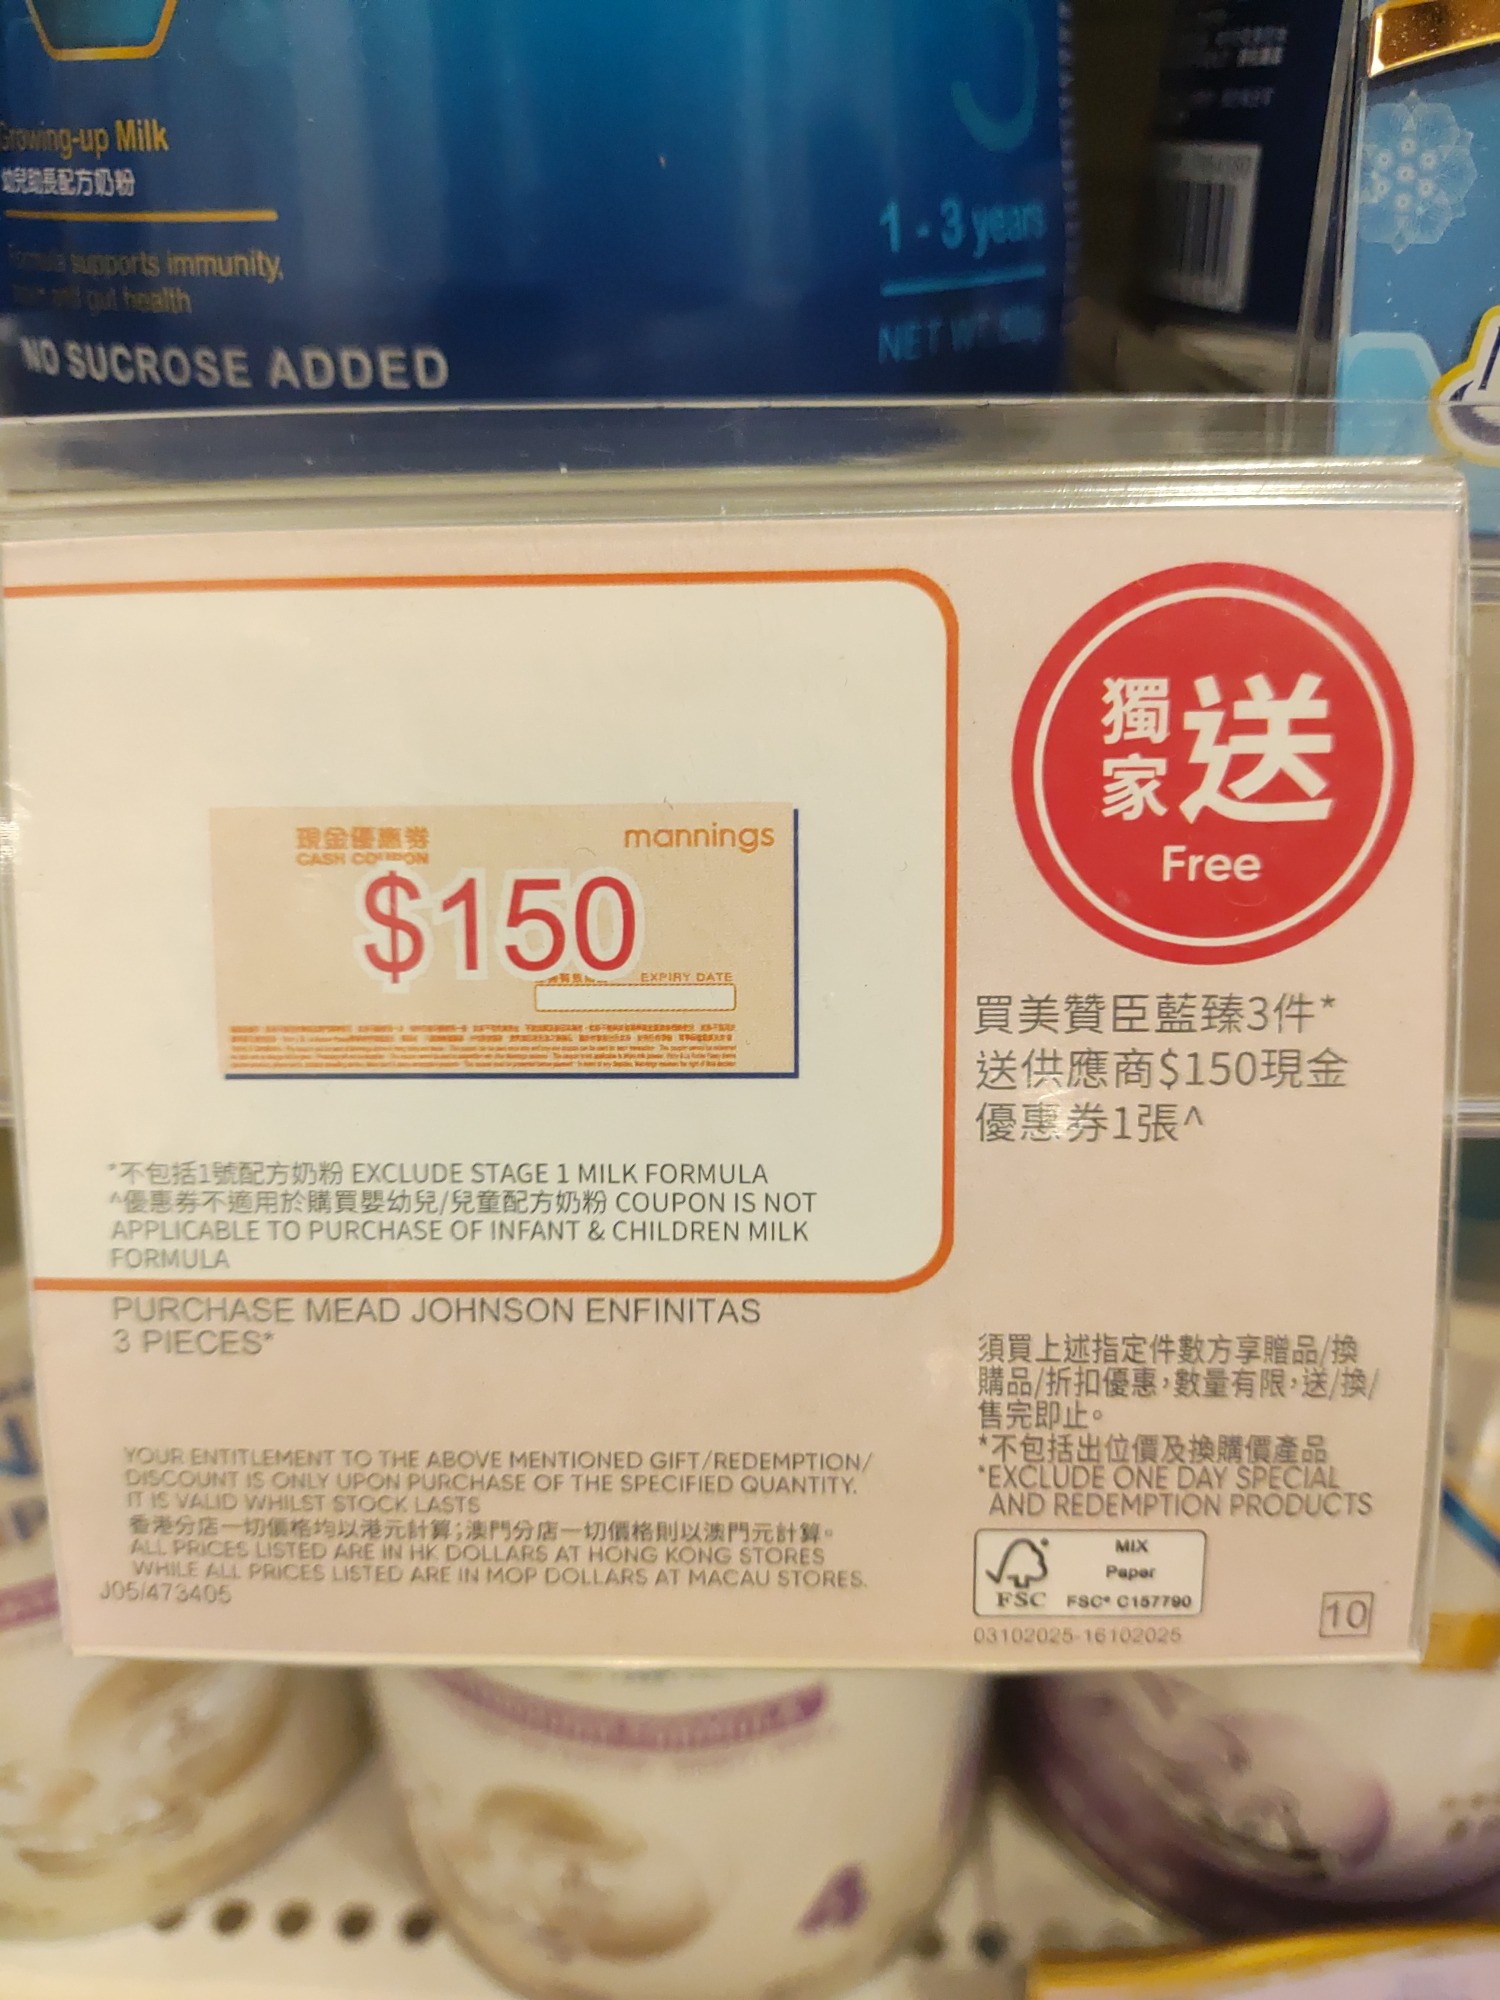 Growing-up Milk
幼兒助長配方奶粉
supports immunity,
and gut health
NO SUCROSE ADDED
1 - 3 years
NET WT
獨家送
Free
現金優惠券
CASH COUPON
mannings
$150
EXPIRY DATE
買美贊臣藍臻3件*
送供應商$150現金
優惠券1張^
*不包括1號配方奶粉 EXCLUDE STAGE 1 MILK FORMULA
^優惠券不適用於購買嬰幼兒/兒童配方奶粉 COUPON IS NOT
APPLICABLE TO PURCHASE OF INFANT & CHILDREN MILK
FORMULA
PURCHASE MEAD JOHNSON ENFINITAS
3 PIECES*
須買上述指定件數方享贈品/換
購品/折扣優惠,數量有限,送/換/
售完即止。
*不包括出位價及換購價產品
*EXCLUDE ONE DAY SPECIAL
AND REDEMPTION PRODUCTS
YOUR ENTITLEMENT TO THE ABOVE MENTIONED GIFT/REDEMPTION/
DISCOUNT IS ONLY UPON PURCHASE OF THE SPECIFIED QUANTITY.
IT IS VALID WHILST STOCK LASTS
香港分店一切價格均以港元計算;澳門分店一切價格則以澳門元計算。
ALL PRICES LISTED ARE IN HK DOLLARS AT HONG KONG STORES
WHILE ALL PRICES LISTED ARE IN MOP DOLLARS AT MACAU STORES.
J05/473405
FSC
MIX
Paper
FSC® C157790
03102025-16102025
10